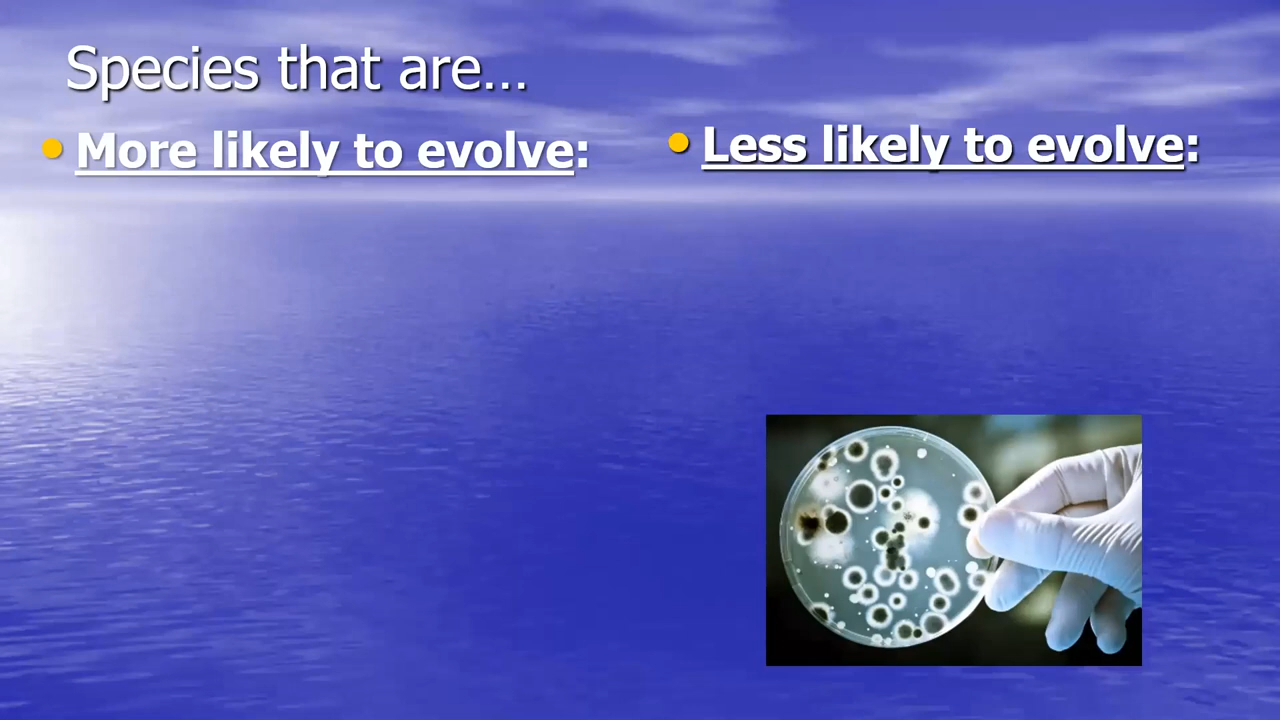 Species that are...
• More likely to evolve:
• Less likely to evolve: